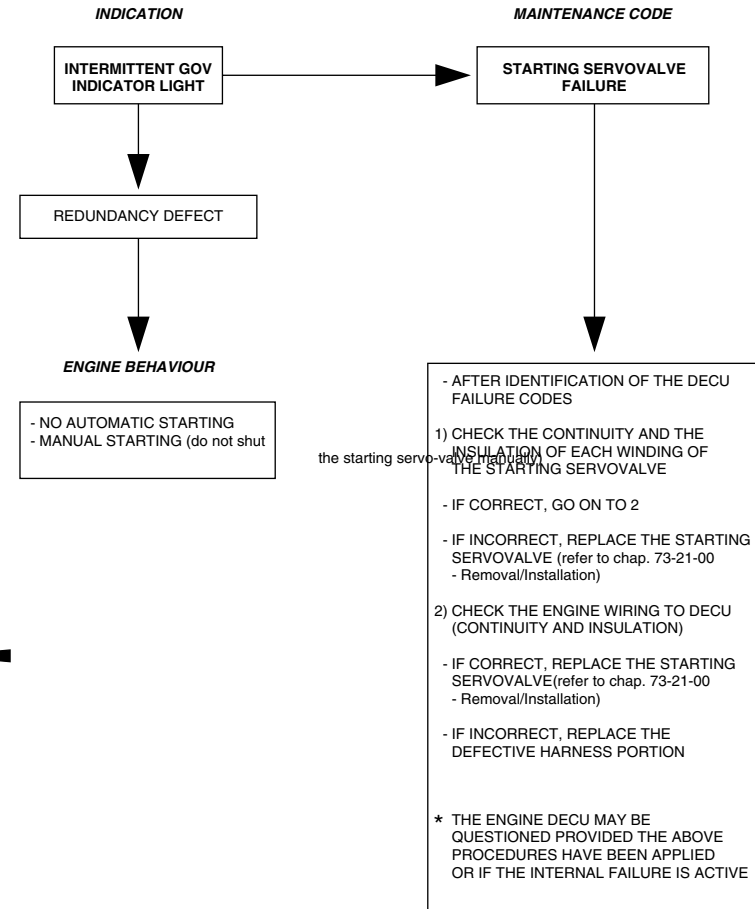 INDICATION
MAINTENANCE CODE
INTERMITTENT GOV
INDICATOR LIGHT
STARTING SERVOVALVE
FAILURE
REDUNDANCY DEFECT
ENGINE BEHAVIOUR
- NO AUTOMATIC STARTING
- MANUAL STARTING (do not shut
the starting servo-valve manually)
- AFTER IDENTIFICATION OF THE DECU
FAILURE CODES
1) CHECK THE CONTINUITY AND THE
INSULATION OF EACH WINDING OF
THE STARTING SERVOVALVE
- IF CORRECT, GO ON TO 2
- IF INCORRECT, REPLACE THE STARTING
SERVOVALVE (refer to chap. 73-21-00
- Removal/Installation)
2) CHECK THE ENGINE WIRING TO DECU
(CONTINUITY AND INSULATION)
- IF CORRECT, REPLACE THE STARTING
SERVOVALVE(refer to chap. 73-21-00
- Removal/Installation)
- IF INCORRECT, REPLACE THE
DEFECTIVE HARNESS PORTION
* THE ENGINE DECU MAY BE
QUESTIONED PROVIDED THE ABOVE
PROCEDURES HAVE BEEN APPLIED
OR IF THE INTERNAL FAILURE IS ACTIVE